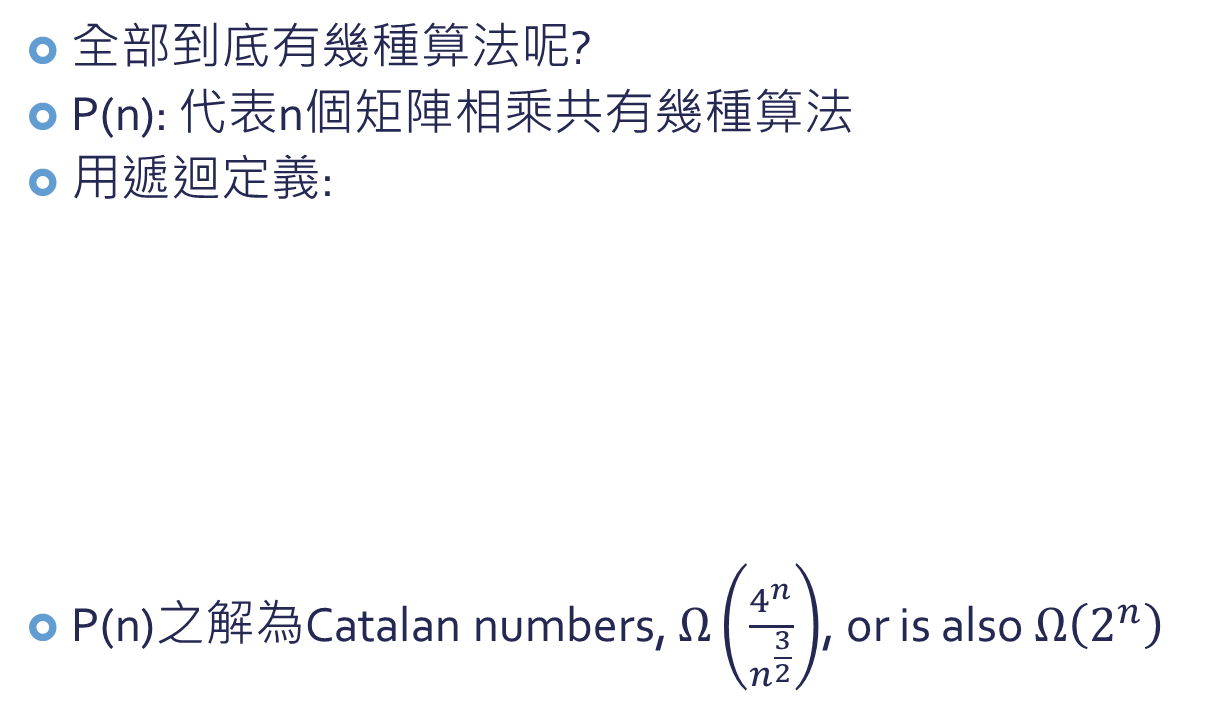 全部到底有幾種算法呢?
P(n): 代表n個矩陣相乘共有幾種算法
用遞迴定義:
P(n)之解為Catalan numbers, Ω(4^n / n^(3/2)), or is also Ω(2^n)